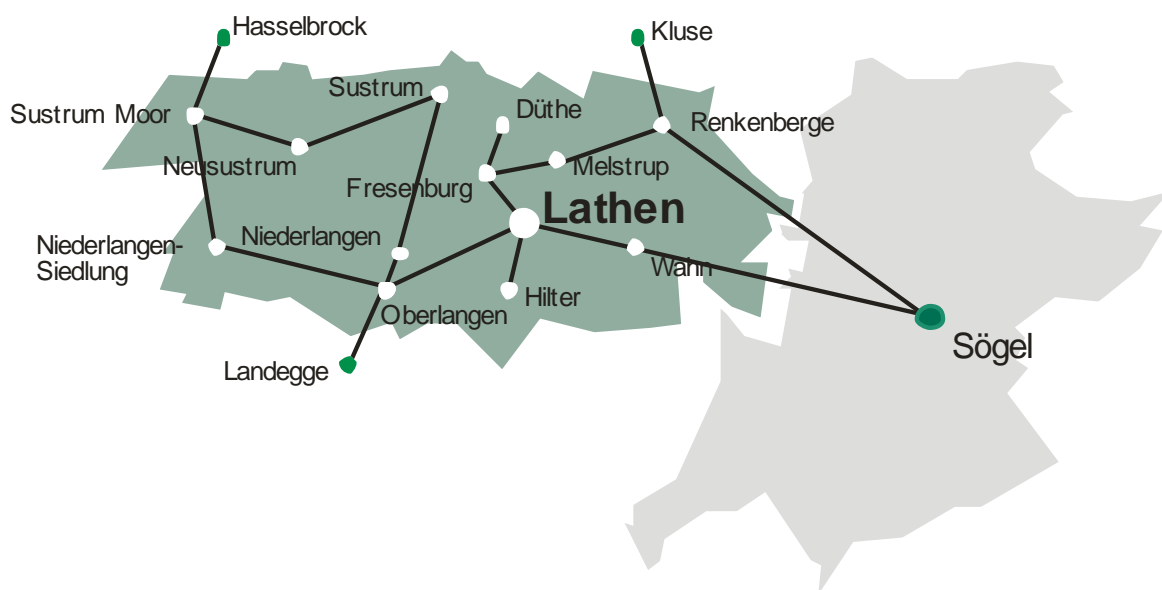 Hasselbrock
Kluse
Sustrum
Düthe
Sustrum Moor
Renkenberge
Neusustrum
Melstrup
Fresenburg
Lathen
Niederlangen-
Siedlung
Niederlangen
Wahn
Hilter
Oberlangen
Sögel
Landegge